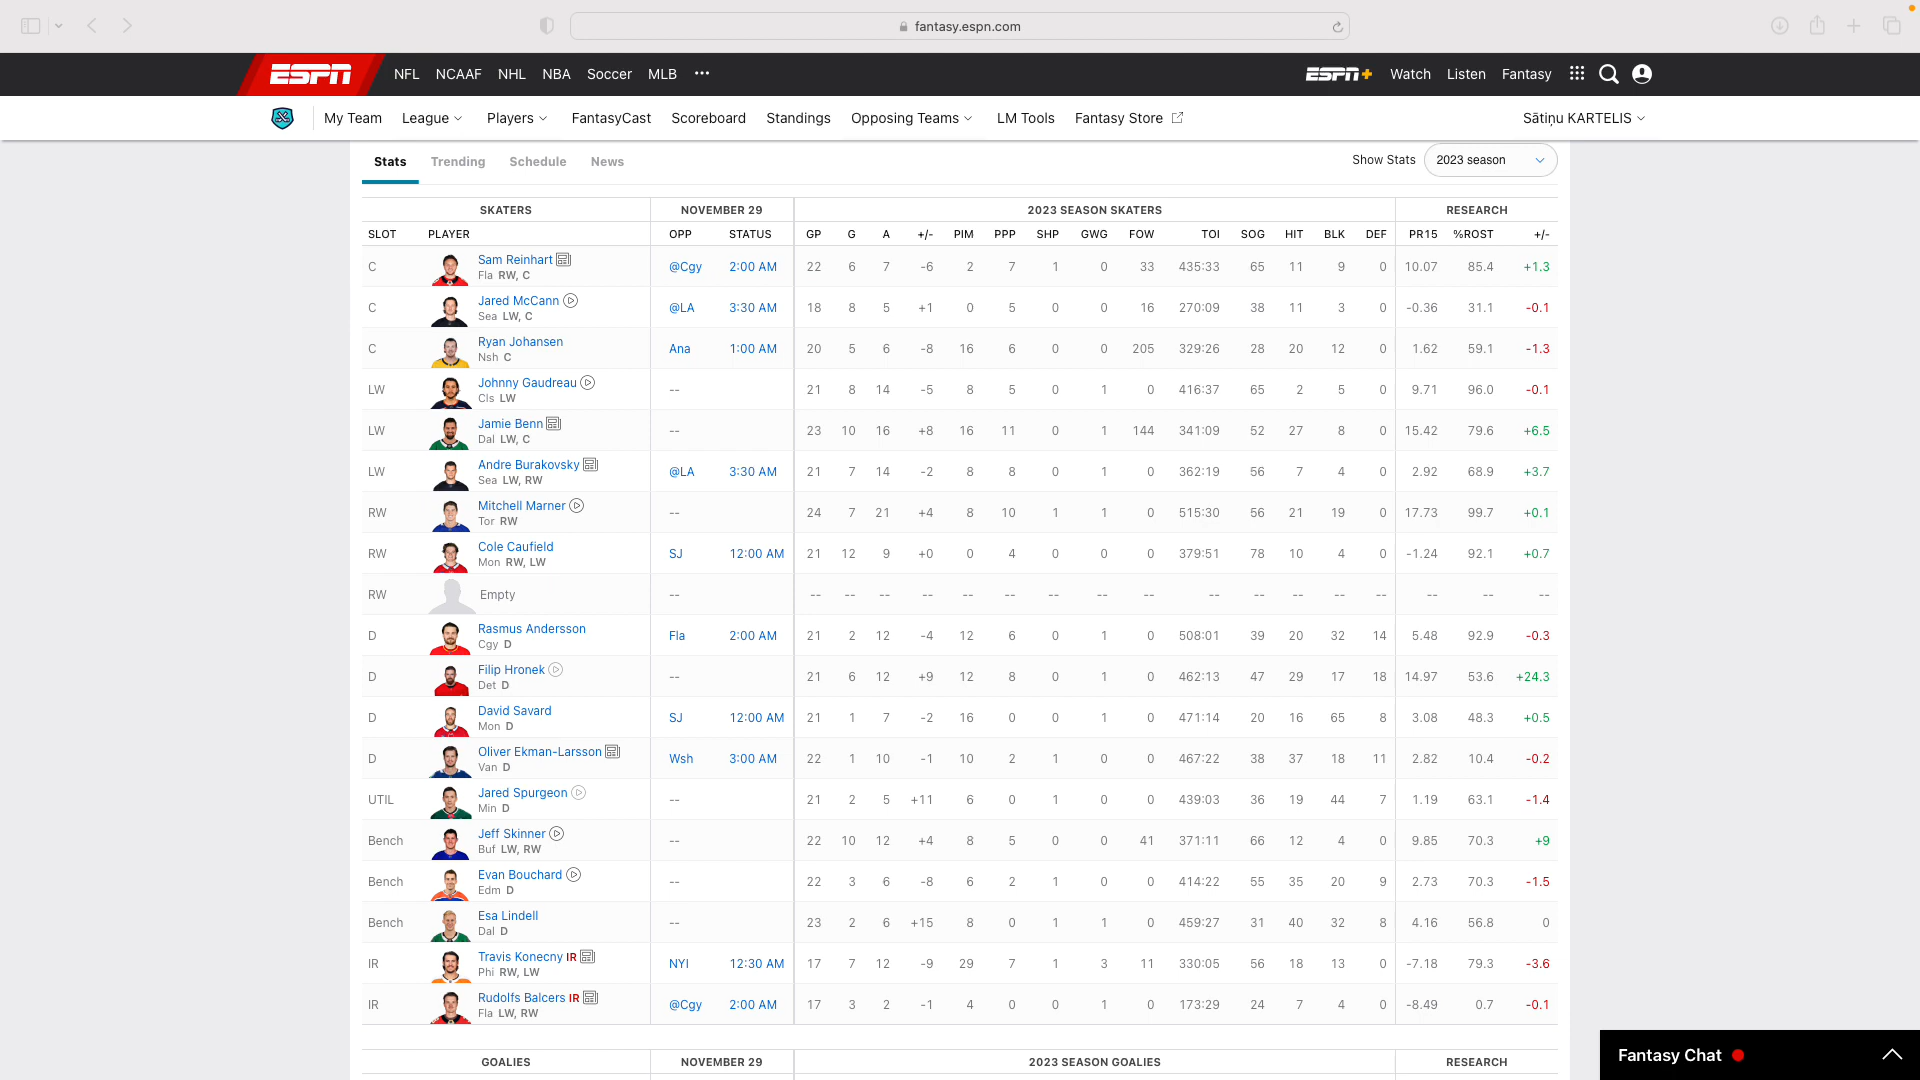 fantasy.espn.com
ESPN NFL NCAAF NHL NBA Soccer MLB ESPN+ Watch Listen Fantasy
My Team League Players FantasyCast Scoreboard Standings Opposing Teams LM Tools Fantasy Store Sātiņu KARTELIS
Stats Trending Schedule News Show Stats 2023 season
SKATERS NOVEMBER 29 2023 SEASON SKATERS RESEARCH
SLOT PLAYER OPP STATUS GP G A +/- PIM PPP SHP GWG FOW TOI SOG HIT BLK DEF PR15 %ROST +/-
C Sam Reinhart Fla RW, C @Cgy 2:00 AM 22 6 7 -6 2 7 1 0 33 435:33 65 11 9 0 10.07 85.4 +1.3
C Jared McCann Sea LW, C @LA 3:30 AM 18 8 5 +1 0 5 0 0 16 270:09 38 11 3 0 -0.36 31.1 -0.1
C Ryan Johansen Nsh C Ana 1:00 AM 20 5 6 -8 16 6 0 0 205 329:26 28 20 12 0 1.62 59.1 -1.3
LW Johnny Gaudreau Cls LW -- 21 8 14 -5 8 5 0 1 0 416:37 65 2 5 0 9.71 96.0 -0.1
LW Jamie Benn Dal LW, C -- 23 10 16 +8 16 11 0 1 144 341:09 52 27 8 0 15.42 79.6 +6.5
LW Andre Burakovsky Sea LW, RW @LA 3:30 AM 21 7 14 -2 8 8 0 1 0 362:19 56 7 4 0 2.92 68.9 +3.7
RW Mitchell Marner Tor RW -- 24 7 21 +4 8 10 1 1 0 515:30 56 21 19 0 17.73 99.7 +0.1
RW Cole Caufield Mon RW, LW SJ 12:00 AM 21 12 9 +0 0 4 0 0 0 379:51 78 10 4 0 -1.24 92.1 +0.7
RW Empty -- -- -- -- -- -- -- -- -- -- -- -- -- -- -- -- -- --
D Rasmus Andersson Cgy D Fla 2:00 AM 21 2 12 -4 12 6 0 1 0 508:01 39 20 32 14 5.48 92.9 -0.3
D Filip Hronek Det D -- 21 6 12 +9 12 8 0 1 0 462:13 47 29 17 18 14.97 53.6 +24.3
D David Savard Mon D SJ 12:00 AM 21 1 7 -2 16 0 0 1 0 471:14 20 16 65 8 3.08 48.3 +0.5
D Oliver Ekman-Larsson Van D Wsh 3:00 AM 22 1 10 -1 10 2 1 0 0 467:22 38 37 18 11 2.82 10.4 -0.2
UTIL Jared Spurgeon Min D -- 21 2 5 +11 6 0 1 0 0 439:03 36 19 44 7 1.19 63.1 -1.4
Bench Jeff Skinner Buf LW, RW -- 22 10 12 +4 8 5 0 0 41 371:11 66 12 4 0 9.85 70.3 +9
Bench Evan Bouchard Edm D -- 22 3 6 -8 6 2 1 0 0 414:22 55 35 20 9 2.73 70.3 -1.5
Bench Esa Lindell Dal D -- 23 2 6 +15 8 0 1 1 0 459:27 31 40 32 8 4.16 56.8 0
IR Travis Konecny IR Phi RW, LW NYI 12:30 AM 17 7 12 -9 29 7 1 3 11 330:05 56 18 13 0 -7.18 79.3 -3.6
IR Rudolfs Balcers IR Fla LW, RW @Cgy 2:00 AM 17 3 2 -1 4 0 0 1 0 173:29 24 7 4 0 -8.49 0.7 -0.1
GOALIES NOVEMBER 29 2023 SEASON GOALIES RESEARCH
Fantasy Chat